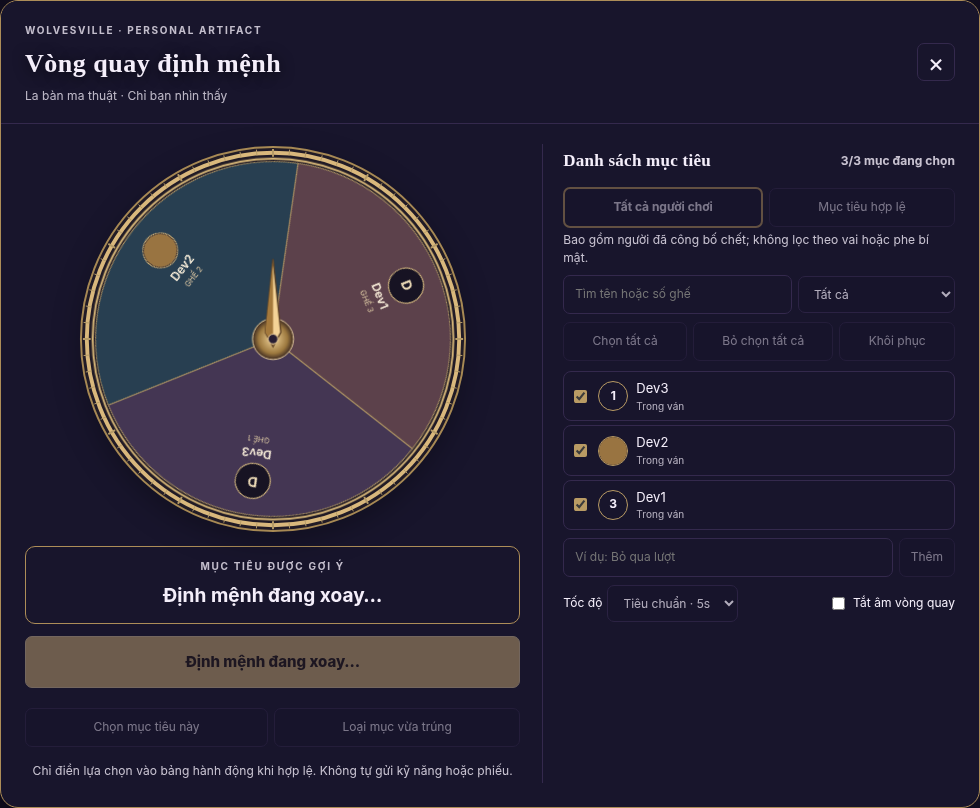 WOLVESVILLE · PERSONAL ARTIFACT
Vòng quay định mệnh
La bàn ma thuật · Chỉ bạn nhìn thấy
×
Dev2
GHẾ 2
D
Dev1
GHẾ 3
GHẾ 1
Dev3
D
MỤC TIÊU ĐƯỢC GỢI Ý
Định mệnh đang xoay...
Định mệnh đang xoay...
Chọn mục tiêu này
Loại mục vừa trúng
Chỉ điền lựa chọn vào bảng hành động khi hợp lệ. Không tự gửi kỹ năng hoặc phiếu.
Danh sách mục tiêu
3/3 mục đang chọn
Tất cả người chơi
Mục tiêu hợp lệ
Bao gồm người đã công bố chết; không lọc theo vai hoặc phe bí
mật.
Tìm tên hoặc số ghế
Tất cả
Chọn tất cả
Bỏ chọn tất cả
Khôi phục
1
Dev3
Trong ván
Dev2
Trong ván
3
Dev1
Trong ván
Ví dụ: Bỏ qua lượt
Thêm
Tốc độ
Tiêu chuẩn · 5s
Tắt âm vòng quay